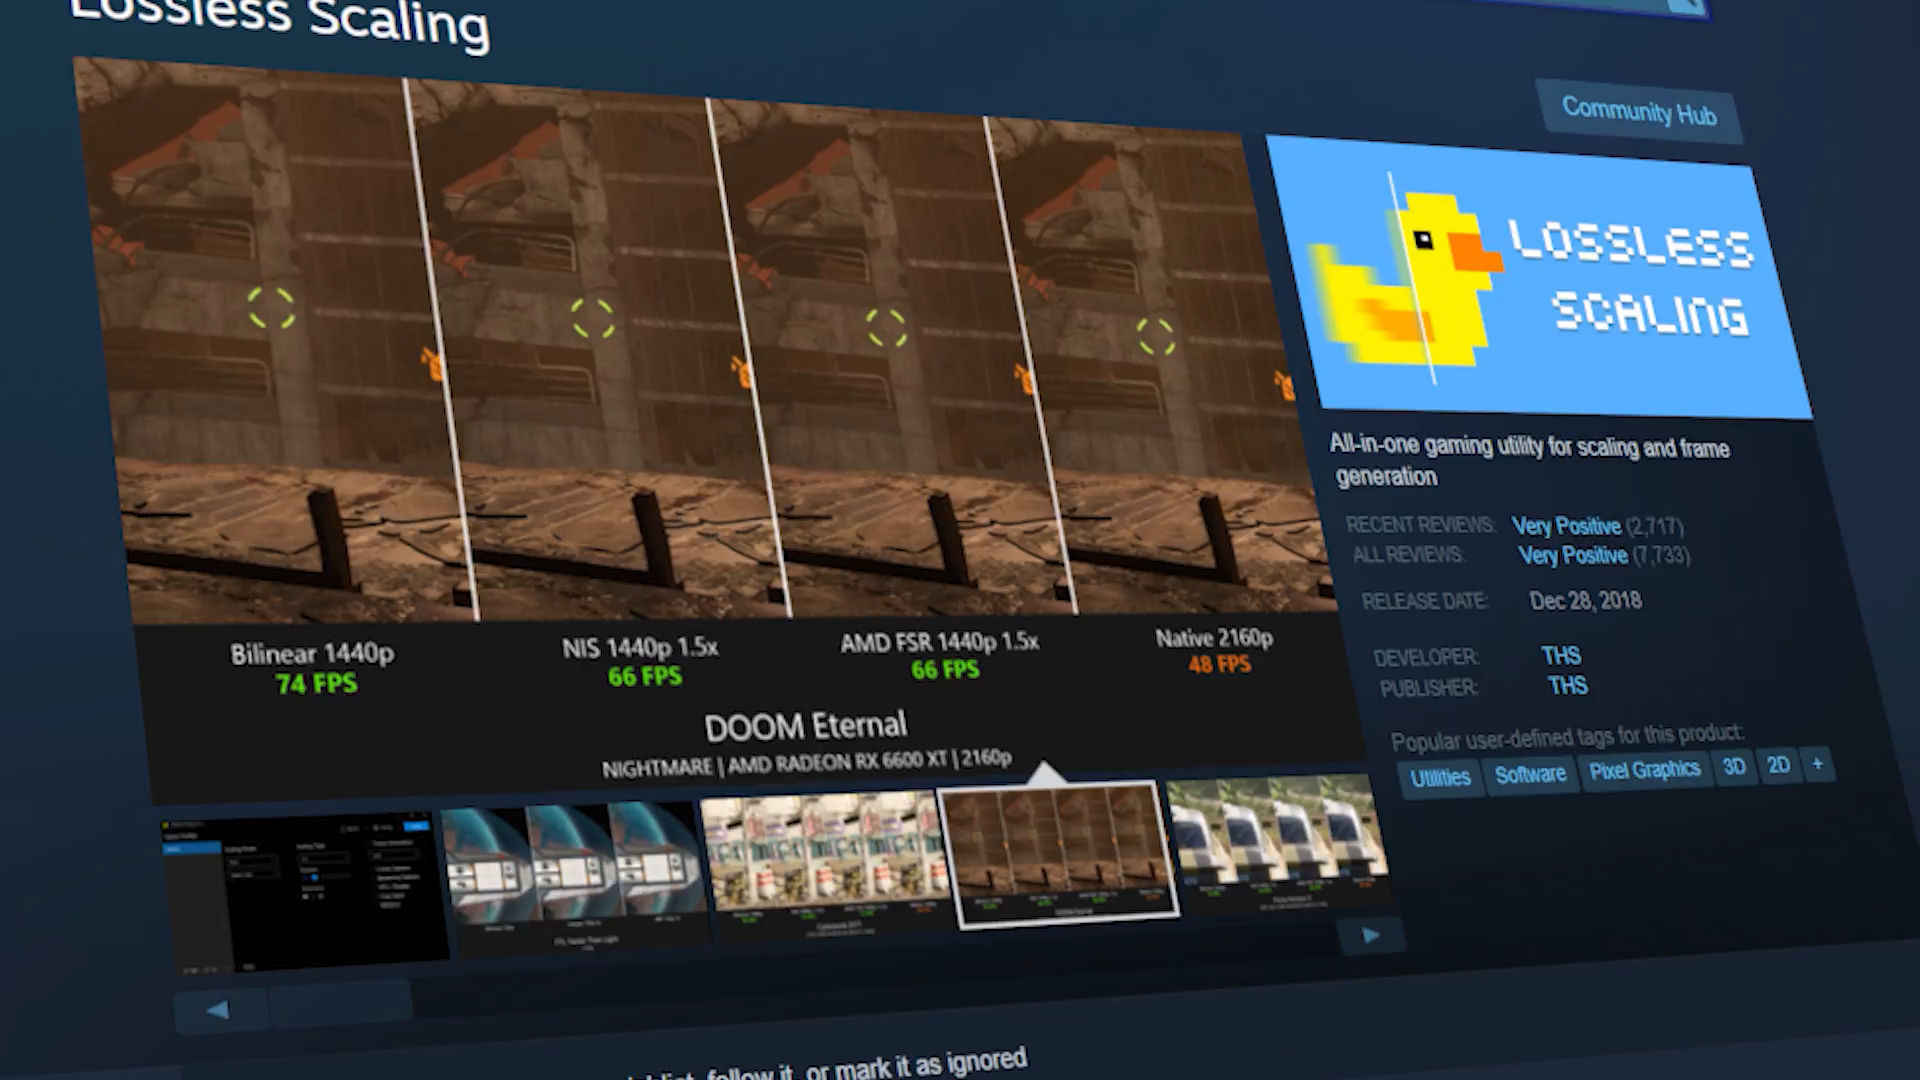 Lossless Scaling
Community Hub
LOSSLESS
SCALING
All-in-one gaming utility for scaling and frame
generation
RECENT REVIEWS: Very Positive (2,717)
ALL REVIEWS: Very Positive (7,733)
RELEASE DATE: Dec 28, 2018
DEVELOPER: THS
PUBLISHER: THS
Popular user-defined tags for this product:
Utilities Software Pixel Graphics 3D 2D +
Bilinear 1440p
74 FPS
NIS 1440p 1.5x
66 FPS
AMD FSR 1440p 1.5x
66 FPS
Native 2160p
48 FPS
DOOM Eternal
NIGHTMARE | AMD RADEON RX 6600 XT | 2160p
follow it, or mark it as ignored